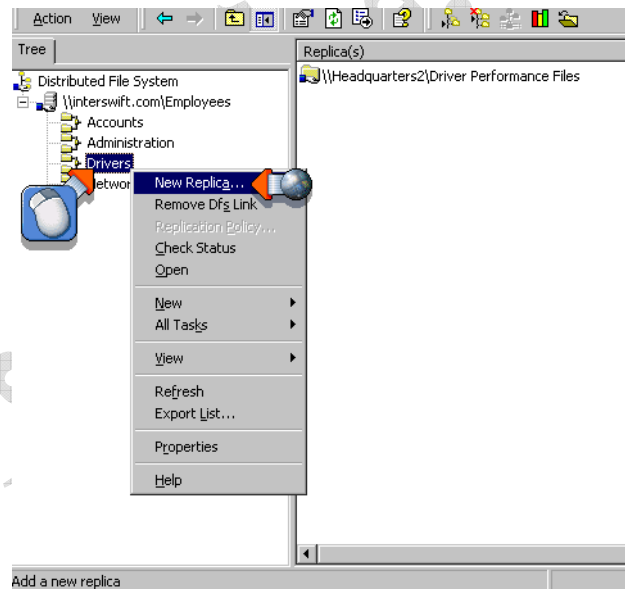 Action View
Tree
Replica(s)
Distributed File System
\\interswift.com\Employees
Accounts
Administration
Drivers
\\Headquarters2\Driver Performance Files
New Replica...
Remove Dfs Link
Replication Policy...
Check Status
Open
New
All Tasks
View
Refresh
Export List...
Properties
Help
Add a new replica